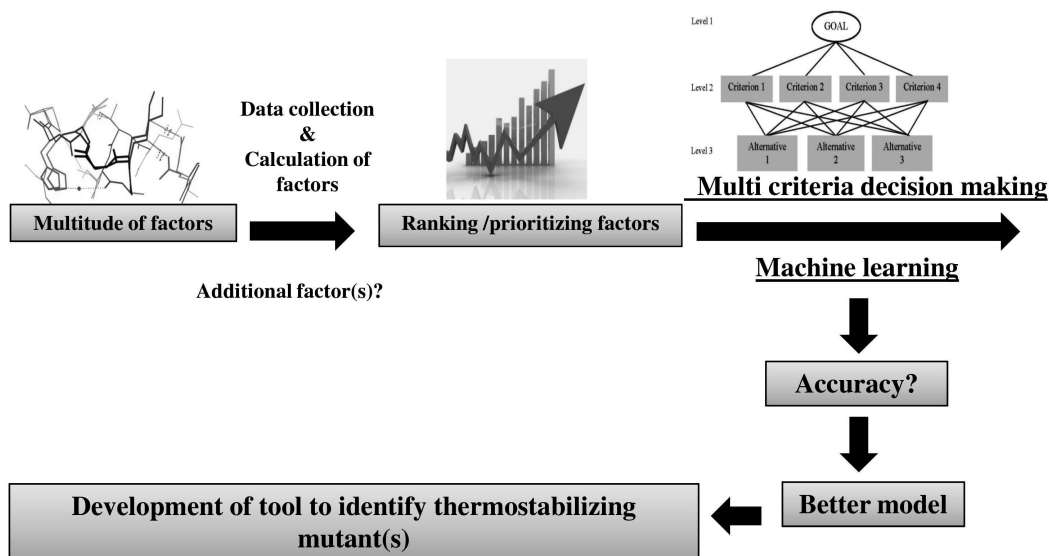 Level 1
GOAL
Level 2
Criterion 1
Criterion 2
Criterion 3
Criterion 4
Level 3
Alternative
1
Alternative
2
Alternative
3
Data collection
&
Calculation of
factors
Multi criteria decision making
Multitude of factors
Ranking /prioritizing factors
Additional factor(s)?
Machine learning
Accuracy?
Better model
Development of tool to identify thermostabilizing
mutant(s)